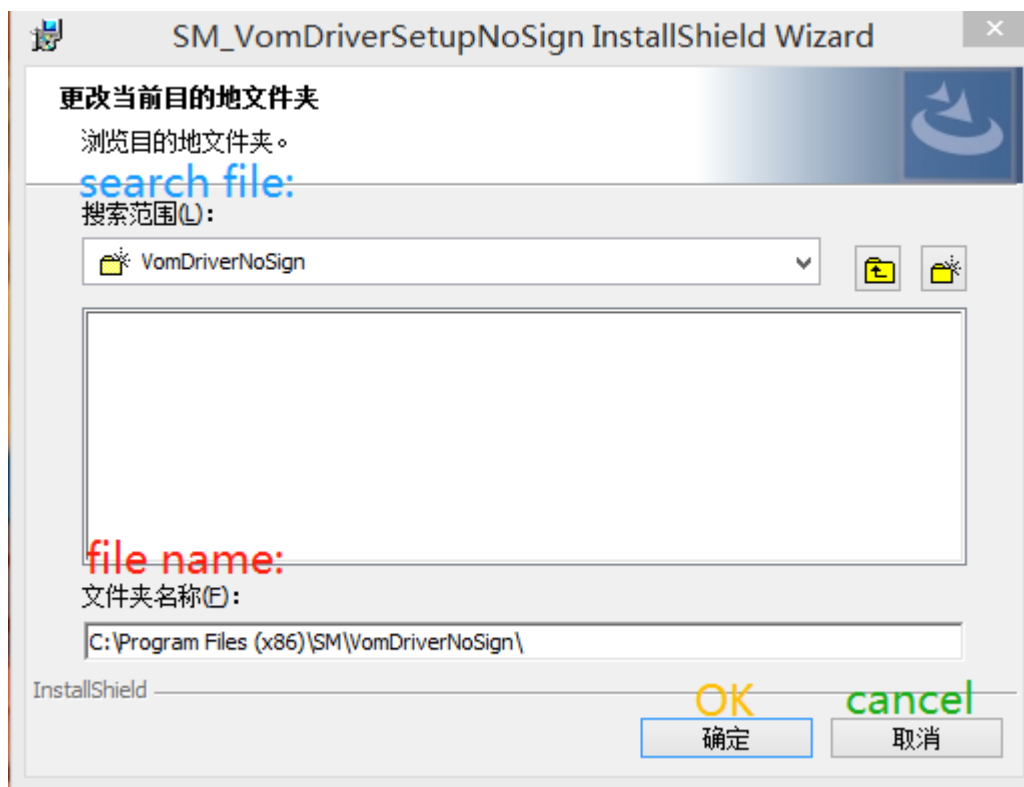 SM_VomDriverSetupNoSign InstallShield Wizard
更改当前目的地文件夹
浏览目的地文件夹。
search file:
搜索范围(L):
VomDriverNoSign
file name:
文件夹名称(F):
C:\Program Files (x86)\SM\VomDriverNoSign\
InstallShield
OK cancel
确定 取消